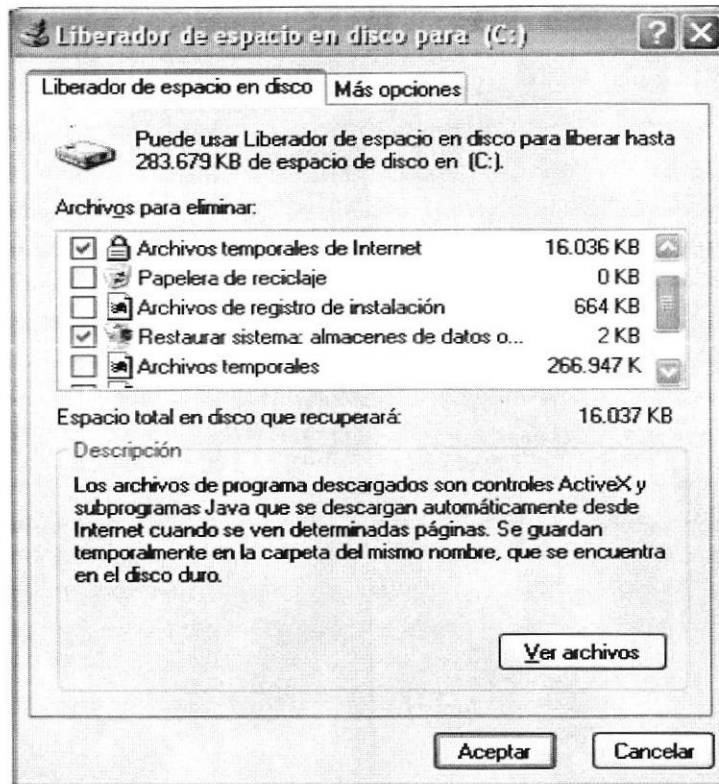 Liberador de espacio en disco para (C:)
Liberador de espacio en disco
Más opciones
Puede usar Liberador de espacio en disco para liberar hasta
283.679 KB de espacio de disco en (C:).
Archivos para eliminar:
Archivos temporales de Internet 16.036 KB
Papelera de reciclaje 0 KB
Archivos de registro de instalación 664 KB
Restaurar sistema: almacenes de datos o... 2 KB
Archivos temporales 266.947 K
Espacio total en disco que recuperará: 16.037 KB
Descripción
Los archivos de programa descargados son controles ActiveX y
subprogramas Java que se descargan automáticamente desde
Internet cuando se ven determinadas páginas. Se guardan
temporalmente en la carpeta del mismo nombre, que se encuentra
en el disco duro.
Ver archivos
Aceptar
Cancelar